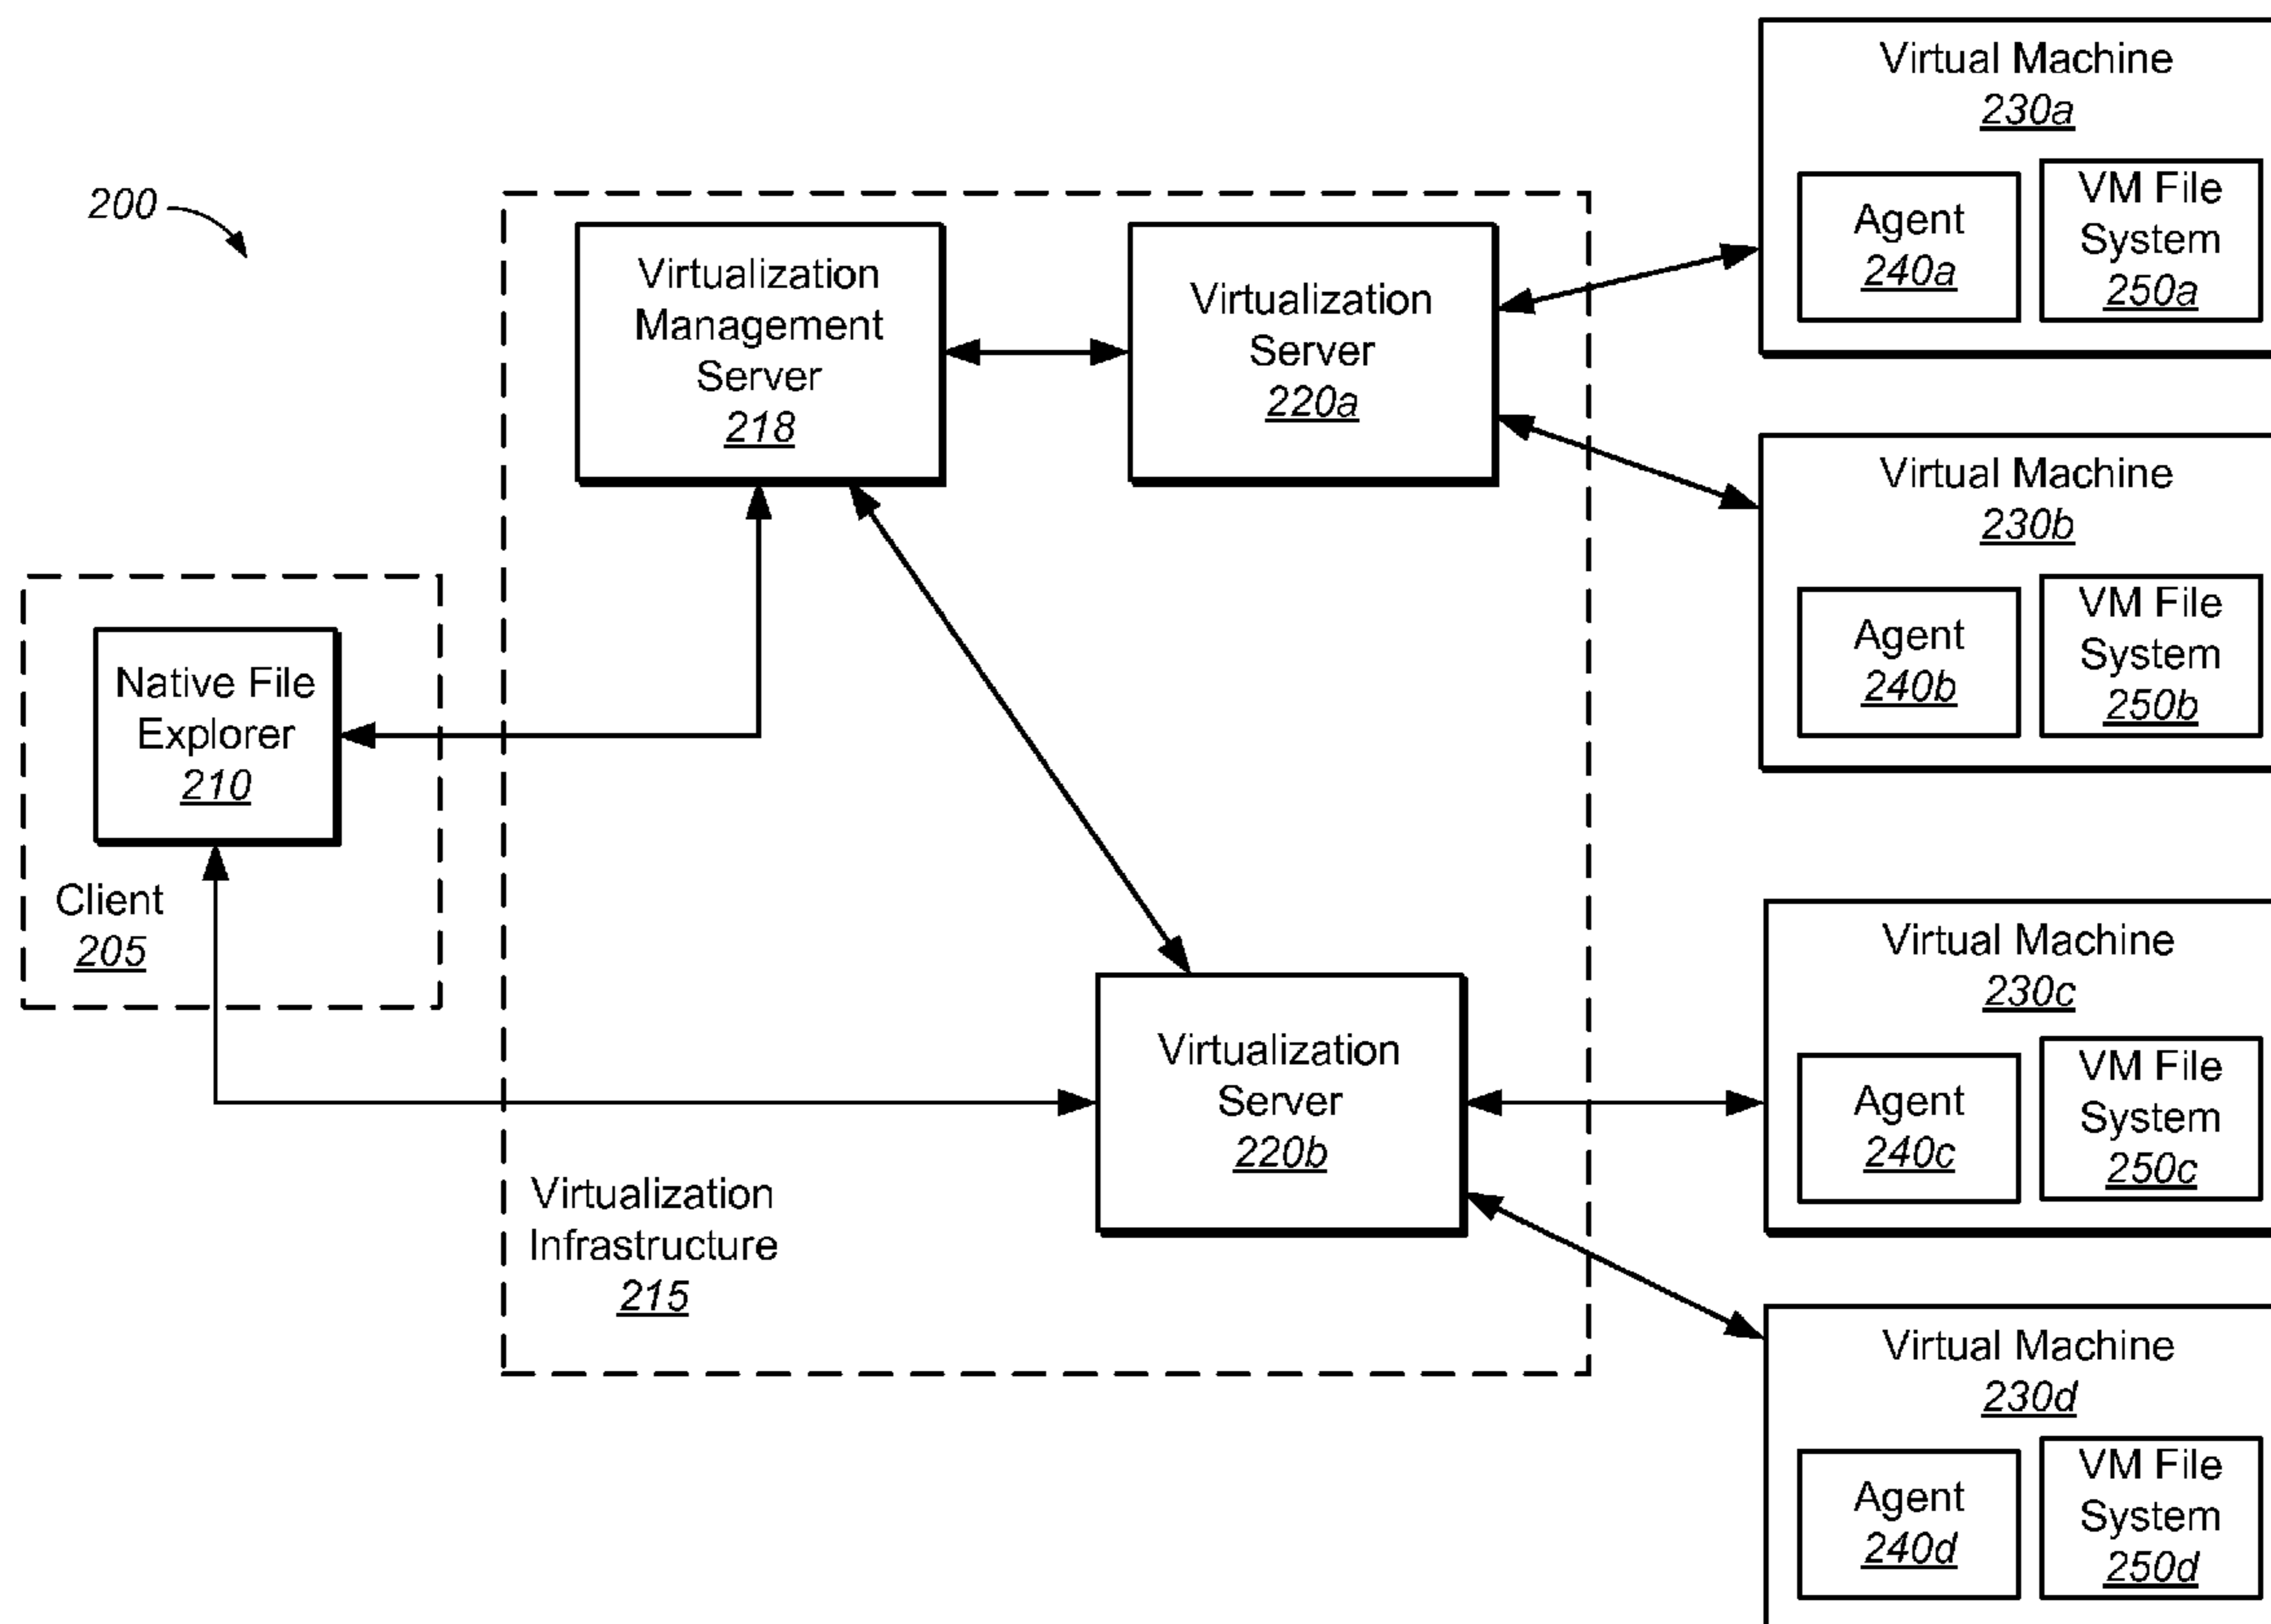 200
Client
205
Native File
Explorer
210
Virtualization
Infrastructure
215
Virtualization
Management
Server
218
Virtualization
Server
220a
Virtualization
Server
220b
Virtual Machine
230a
Agent
240a
VM File
System
250a
Virtual Machine
230b
Agent
240b
VM File
System
250b
Virtual Machine
230c
Agent
240c
VM File
System
250c
Virtual Machine
230d
Agent
240d
VM File
System
250d